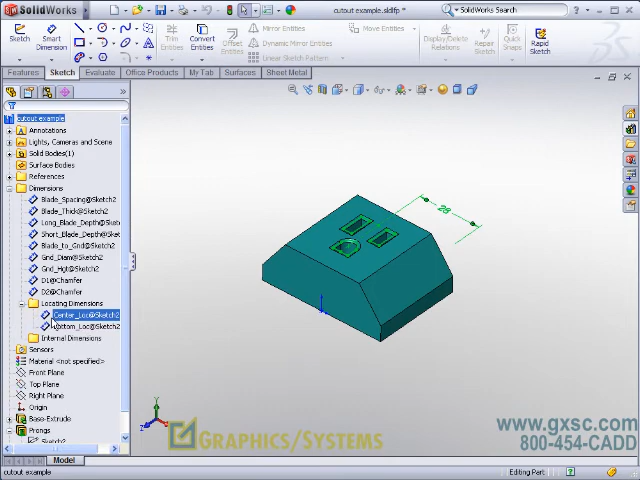 SolidWorks
cutout example.sldlfp *
SolidWorks Search
Sketch
Smart Dimension
Trim Entities
Convert Entities
Offset Entities
Mirror Entities
Dynamic Mirror Entities
Linear Sketch Pattern
Move Entities
Display/Delete Relations
Repair Sketch
Quick Snaps
Rapid Sketch
Features
Sketch
Evaluate
Office Products
My Tab
Surfaces
Sheet Metal
cutout example
Annotations
Lights, Cameras and Scene
Solid Bodies(1)
Surface Bodies
References
Dimensions
Blade_Spacing@Sketch2
Blade_Thick@Sketch2
Long_Blade_Depth@Sket
Short_Blade_Depth@Sket
Blade_to_Gnd@Sketch2
Gnd_Diam@Sketch2
Gnd_Hgt@Sketch2
D1@Chamfer
D2@Chamfer
Locating Dimensions
Center_Loc@Sketch2
Bottom_Loc@Sketch2
Internal Dimensions
Sensors
Material <not specified>
Front Plane
Top Plane
Right Plane
Origin
Base-Extrude
Prongs
Sketch2
28
Y
X
Z
GRAPHICS/SYSTEMS
www.gxsc.com
800-454-CADD
Model
cutout example
Editing Part